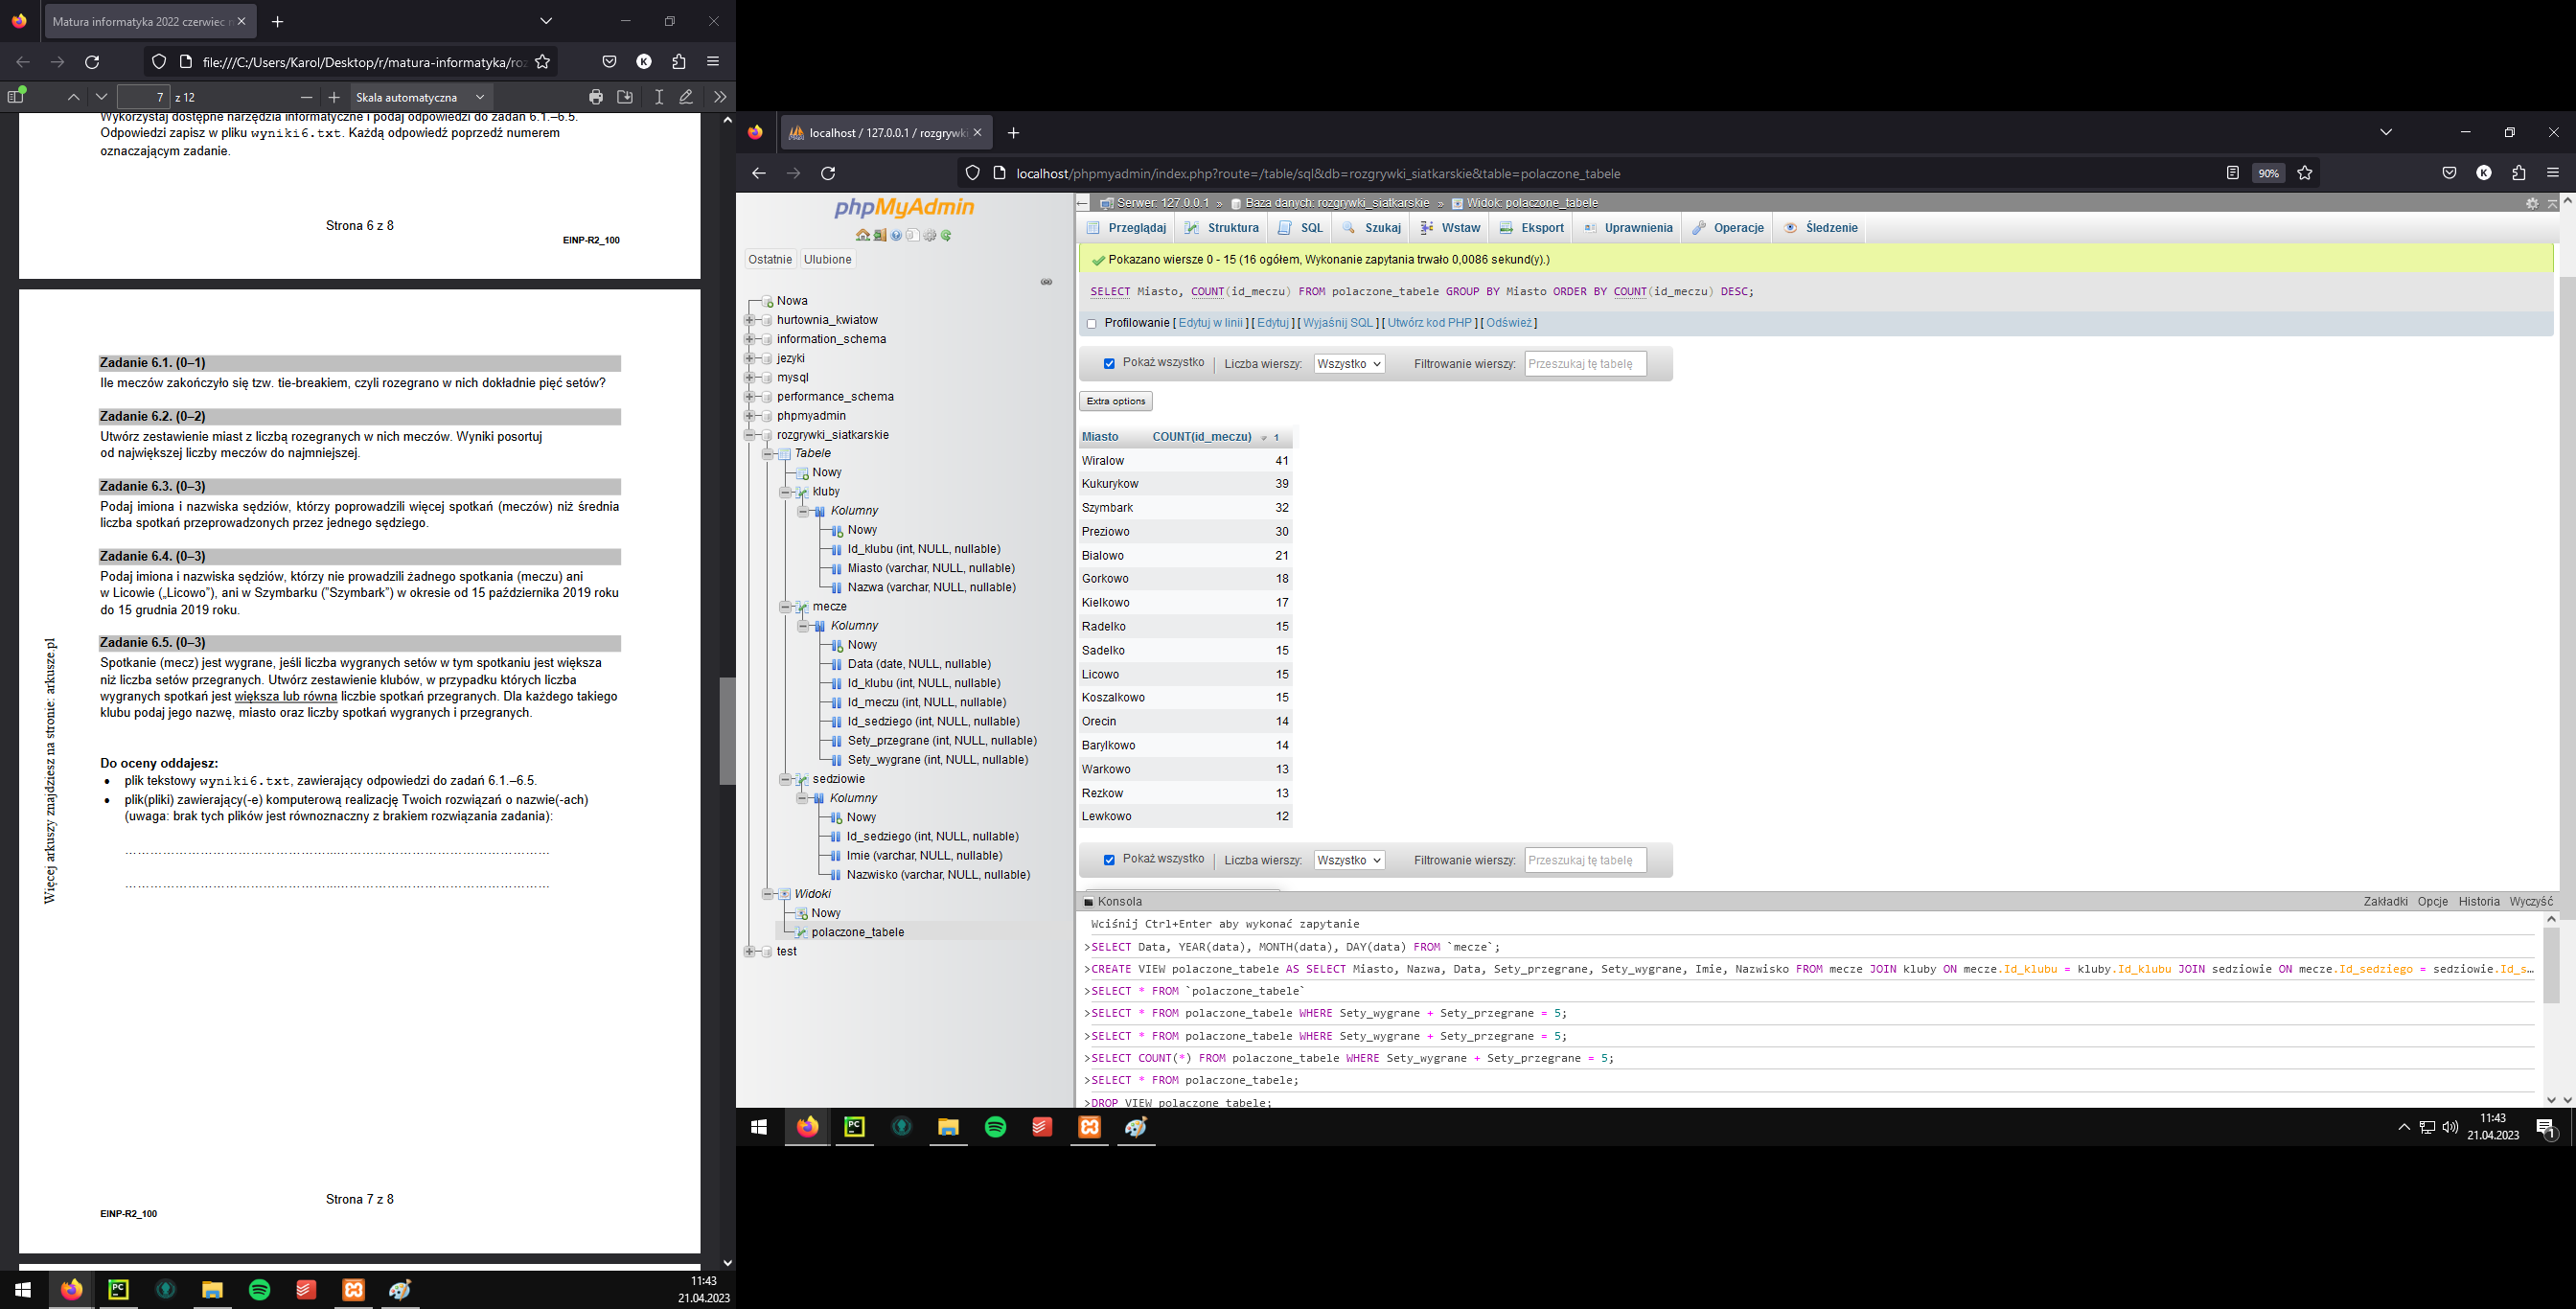 Matura informatyka 2022 czerwiec
file:///C:/Users/Karol/Desktop/r/matura-informatyka/roz
7 z 12
Skala automatyczna
Wykorzystaj dostępne narzędzia informatyczne i podaj odpowiedzi do zadań 6.1.–6.5.
Odpowiedzi zapisz w pliku wyniki6.txt. Każdą odpowiedź poprzedź numerem
oznaczającym zadanie.
Strona 6 z 8
EINP-R2_100
Zadanie 6.1. (0–1)
Ile meczów zakończyło się tzw. tie-breakiem, czyli rozegrano w nich dokładnie pięć setów?
Zadanie 6.2. (0–2)
Utwórz zestawienie miast z liczbą rozegranych w nich meczów. Wyniki posortuj
od największej liczby meczów do najmniejszej.
Zadanie 6.3. (0–3)
Podaj imiona i nazwiska sędziów, którzy poprowadzili więcej spotkań (meczów) niż średnia
liczba spotkań przeprowadzonych przez jednego sędziego.
Zadanie 6.4. (0–3)
Podaj imiona i nazwiska sędziów, którzy nie prowadzili żadnego spotkania (meczu) ani
w Licowie („Licowo”), ani w Szymbarku ("Szymbark") w okresie od 15 października 2019 roku
do 15 grudnia 2019 roku.
Zadanie 6.5. (0–3)
Spotkanie (mecz) jest wygrane, jeśli liczba wygranych setów w tym spotkaniu jest większa
niż liczba setów przegranych. Utwórz zestawienie klubów, w przypadku których liczba
wygranych spotkań jest większa lub równa liczbie spotkań przegranych. Dla każdego takiego
klubu podaj jego nazwę, miasto oraz liczby spotkań wygranych i przegranych.
Do oceny oddajesz:
• plik tekstowy wyniki6.txt, zawierający odpowiedzi do zadań 6.1.–6.5.
• plik(pliki) zawierający(-e) komputerową realizację Twoich rozwiązań o nazwie(-ach)
(uwaga: brak tych plików jest równoznaczny z brakiem rozwiązania zadania):
Więcej arkuszy znajdziesz na stronie: arkusze.pl
Strona 7 z 8
EINP-R2_100
11:43
21.04.2023
localhost / 127.0.0.1 / rozgrywki
localhost/phpmyadmin/index.php?route=/table/sql&db=rozgrywki_siatkarskie&table=polaczone_tabele
90%
phpMyAdmin
Ostatnie Ulubione
Nowa
hurtownia_kwiatow
information_schema
jezyki
mysql
performance_schema
phpmyadmin
rozgrywki_siatkarskie
Tabele
Nowy
kluby
Kolumny
Nowy
Id_klubu (int, NULL, nullable)
Miasto (varchar, NULL, nullable)
Nazwa (varchar, NULL, nullable)
mecze
Kolumny
Nowy
Data (date, NULL, nullable)
Id_klubu (int, NULL, nullable)
Id_meczu (int, NULL, nullable)
Id_sedziego (int, NULL, nullable)
Sety_przegrane (int, NULL, nullable)
Sety_wygrane (int, NULL, nullable)
sedziowie
Kolumny
Nowy
Id_sedziego (int, NULL, nullable)
Imie (varchar, NULL, nullable)
Nazwisko (varchar, NULL, nullable)
Widoki
Nowy
polaczone_tabele
test
Serwer: 127.0.0.1 » Baza danych: rozgrywki_siatkarskie » Widok: polaczone_tabele
Przeglądaj Struktura SQL Szukaj Wstaw Eksport Uprawnienia Operacje Śledzenie
Pokazano wiersze 0 - 15 (16 ogółem, Wykonanie zapytania trwało 0,0086 sekund(y).)
SELECT Miasto, COUNT(id_meczu) FROM polaczone_tabele GROUP BY Miasto ORDER BY COUNT(id_meczu) DESC;
Profilowanie [ Edytuj w linii ] [ Edytuj ] [ Wyjaśnij SQL ] [ Utwórz kod PHP ] [ Odśwież ]
Pokaż wszystko Liczba wierszy: Wszystko Filtrowanie wierszy: Przeszukaj tę tabelę
Extra options
Miasto COUNT(id_meczu) 1
Wiralow 41
Kukurykow 39
Szymbark 32
Preziowo 30
Bialowo 21
Gorkowo 18
Kielkowo 17
Radelko 15
Sadelko 15
Licowo 15
Koszalkowo 15
Orecin 14
Barylkowo 14
Warkowo 13
Rezkow 13
Lewkowo 12
Pokaż wszystko Liczba wierszy: Wszystko Filtrowanie wierszy: Przeszukaj tę tabelę
Konsola Zakładki Opcje Historia Wyczyść
Wciśnij Ctrl+Enter aby wykonać zapytanie
>SELECT Data, YEAR(data), MONTH(data), DAY(data) FROM `mecze`;
>CREATE VIEW polaczone_tabele AS SELECT Miasto, Nazwa, Data, Sety_przegrane, Sety_wygrane, Imie, Nazwisko FROM mecze JOIN kluby ON mecze.Id_klubu = kluby.Id_klubu JOIN sedziowie ON mecze.Id_sedziego = sedziowie.Id_s…
>SELECT * FROM `polaczone_tabele`
>SELECT * FROM polaczone_tabele WHERE Sety_wygrane + Sety_przegrane = 5;
>SELECT * FROM polaczone_tabele WHERE Sety_wygrane + Sety_przegrane = 5;
>SELECT COUNT(*) FROM polaczone_tabele WHERE Sety_wygrane + Sety_przegrane = 5;
>SELECT * FROM polaczone_tabele;
>DROP VIEW polaczone_tabele;
11:43
21.04.2023
1